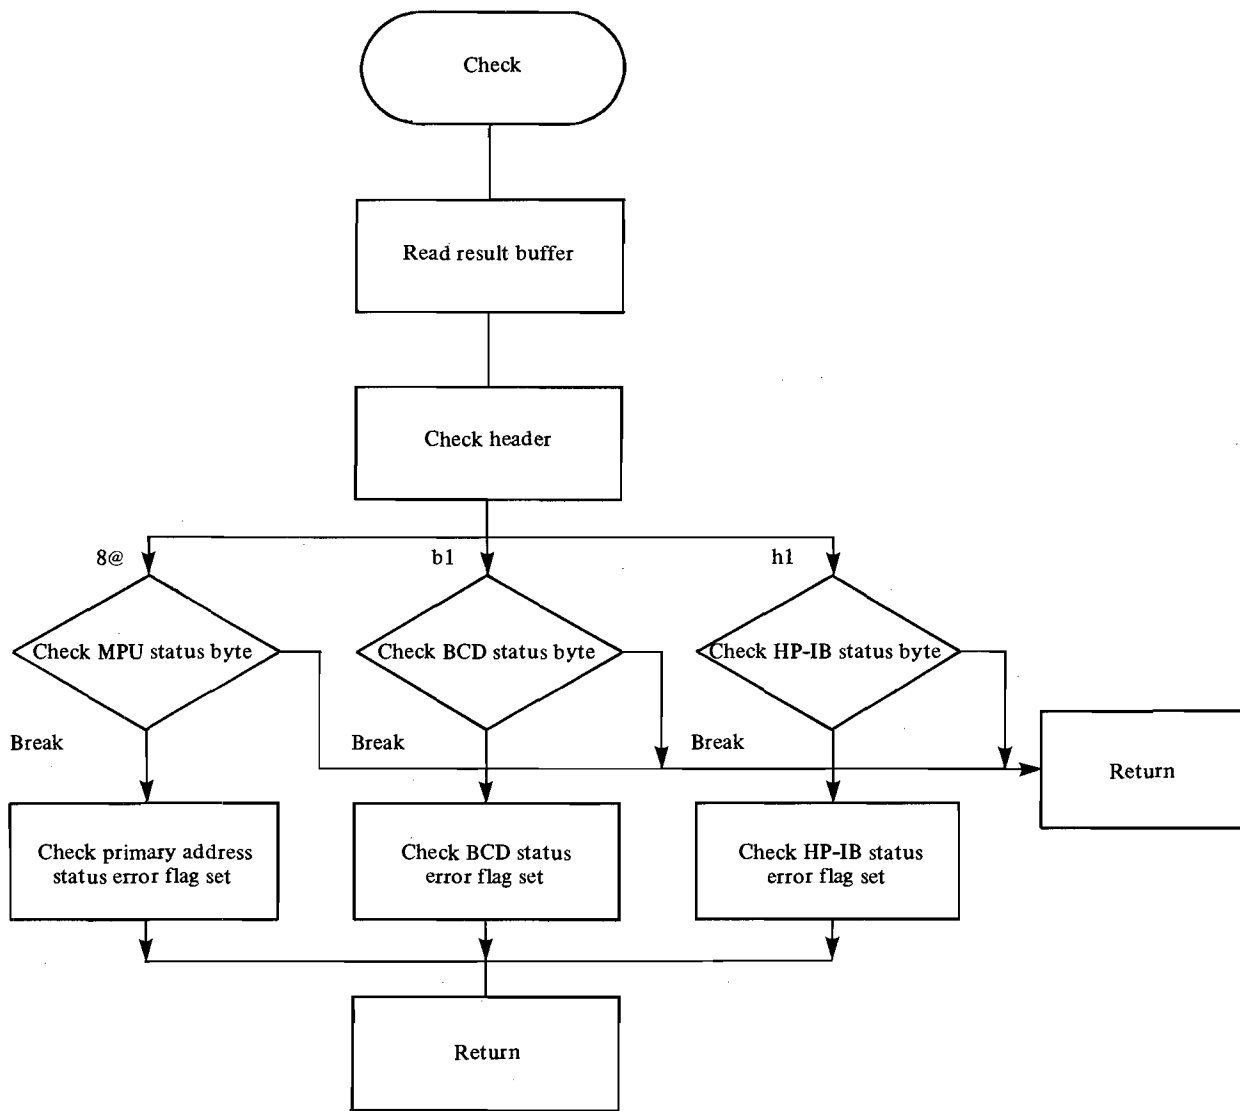 Check
Read result buffer
Check header
8@
b1
h1
Check MPU status byte
Check BCD status byte
Check HP-IB status byte
Break
Break
Break
Return
Check primary address
status error flag set
Check BCD status
error flag set
Check HP-IB status
error flag set
Return